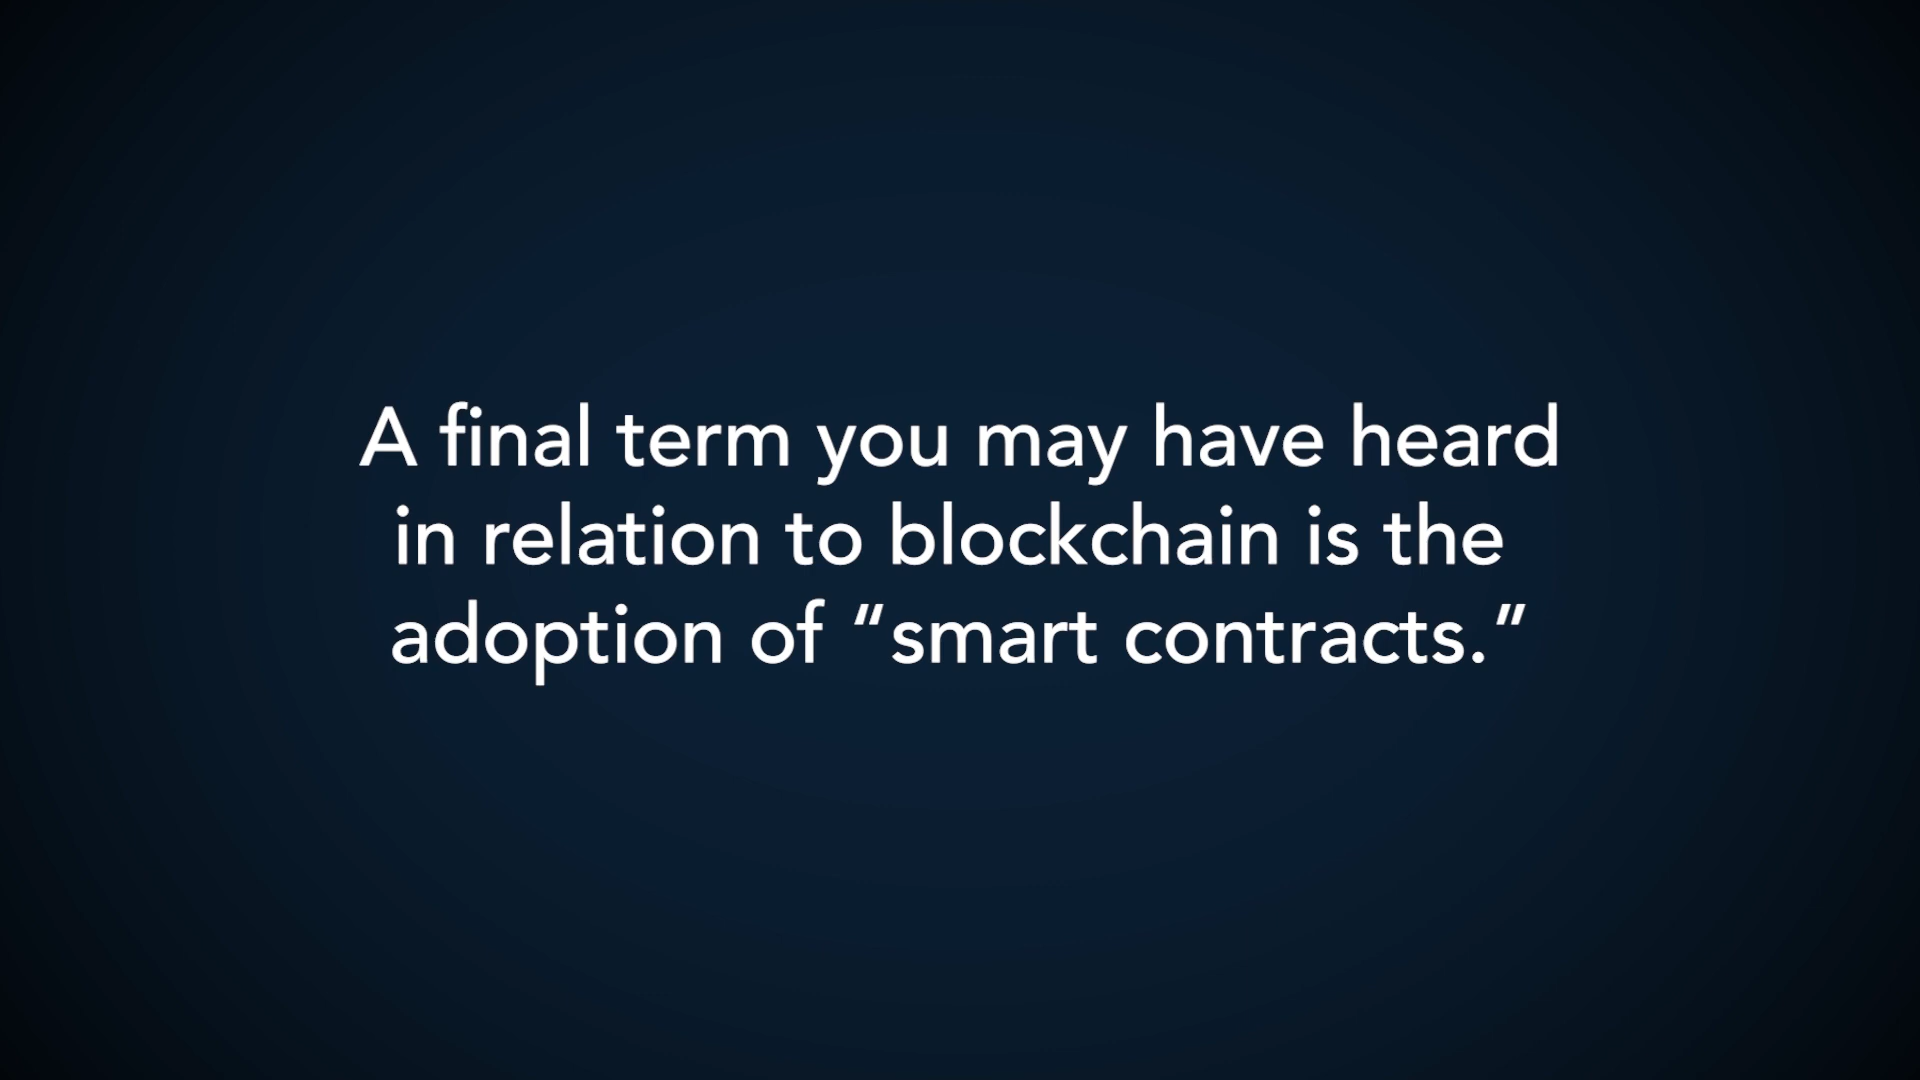 A final term you may have heard
in relation to blockchain is the
adoption of “smart contracts.”